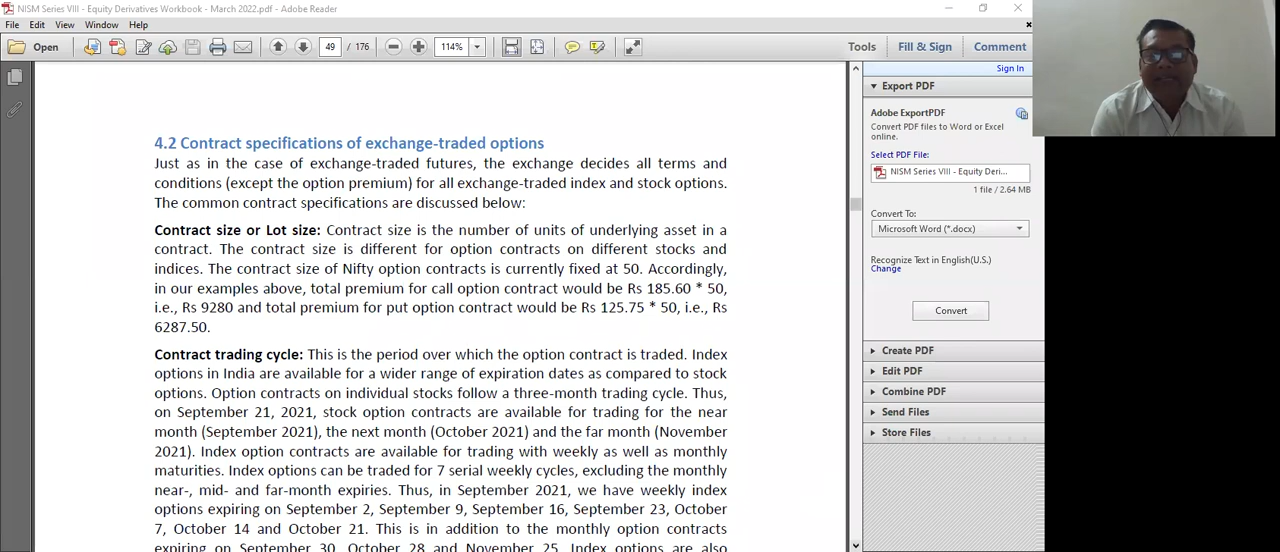 NISM Series VIII - Equity Derivatives Workbook - March 2022.pdf - Adobe Reader
File Edit View Window Help
Open 49 / 176 114% Tools Fill & Sign Comment
Sign In
Export PDF
Adobe ExportPDF
Convert PDF files to Word or Excel
online.
Select PDF File:
NISM Series VIII - Equity Deri...
1 file / 2.64 MB
Convert To:
Microsoft Word (*.docx)
Recognize Text in English(U.S.)
Change
Convert
Create PDF
Edit PDF
Combine PDF
Send Files
Store Files
4.2 Contract specifications of exchange-traded options
Just as in the case of exchange-traded futures, the exchange decides all terms and
conditions (except the option premium) for all exchange-traded index and stock options.
The common contract specifications are discussed below:
Contract size or Lot size: Contract size is the number of units of underlying asset in a
contract. The contract size is different for option contracts on different stocks and
indices. The contract size of Nifty option contracts is currently fixed at 50. Accordingly,
in our examples above, total premium for call option contract would be Rs 185.60 * 50,
i.e., Rs 9280 and total premium for put option contract would be Rs 125.75 * 50, i.e., Rs
6287.50.
Contract trading cycle: This is the period over which the option contract is traded. Index
options in India are available for a wider range of expiration dates as compared to stock
options. Option contracts on individual stocks follow a three-month trading cycle. Thus,
on September 21, 2021, stock option contracts are available for trading for the near
month (September 2021), the next month (October 2021) and the far month (November
2021). Index option contracts are available for trading with weekly as well as monthly
maturities. Index options can be traded for 7 serial weekly cycles, excluding the monthly
near-, mid- and far-month expiries. Thus, in September 2021, we have weekly index
options expiring on September 2, September 9, September 16, September 23, October
7, October 14 and October 21. This is in addition to the monthly option contracts
expiring on September 30, October 28 and November 25. Index options are also